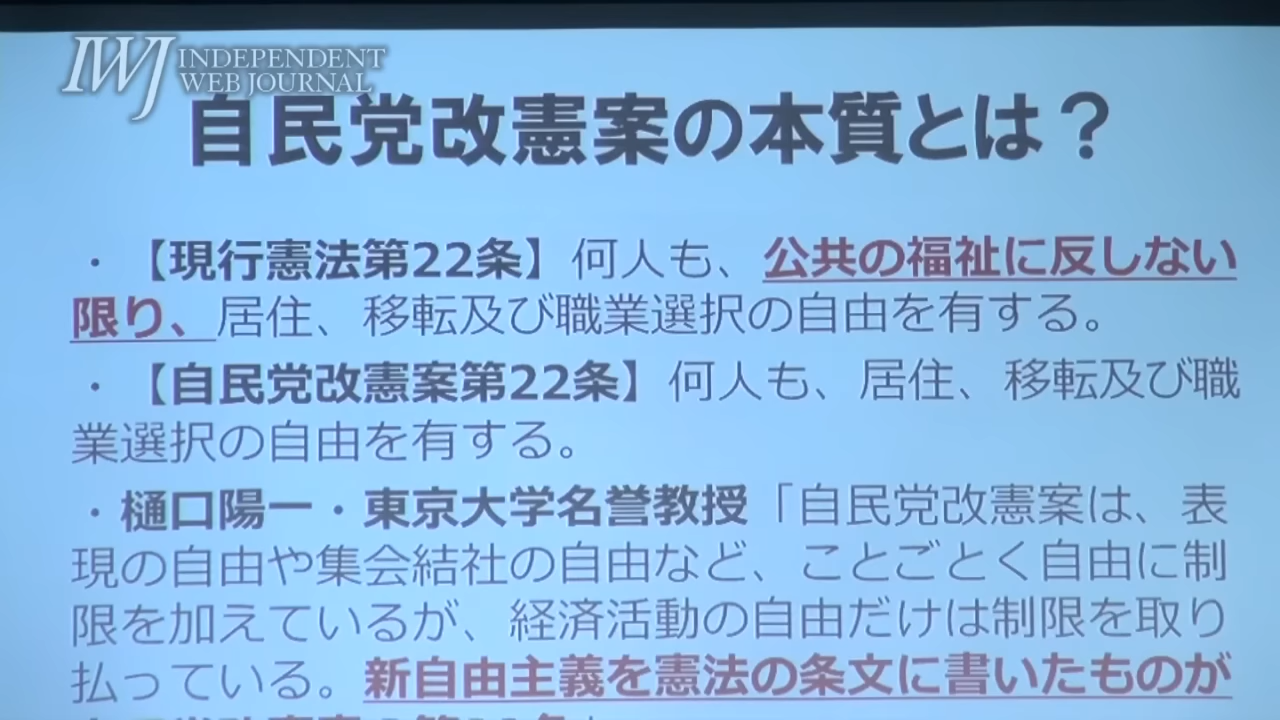 IWJ INDEPENDENT
WEB JOURNAL
自民党改憲案の本質とは？
・【現行憲法第22条】何人も、公共の福祉に反しない
限り、居住、移転及び職業選択の自由を有する。
・【自民党改憲案第22条】何人も、居住、移転及び職
業選択の自由を有する。
・樋口陽一・東京大学名誉教授「自民党改憲案は、表
現の自由や集会結社の自由など、ことごとく自由に制
限を加えているが、経済活動の自由だけは制限を取り
払っている。新自由主義を憲法の条文に書いたものが